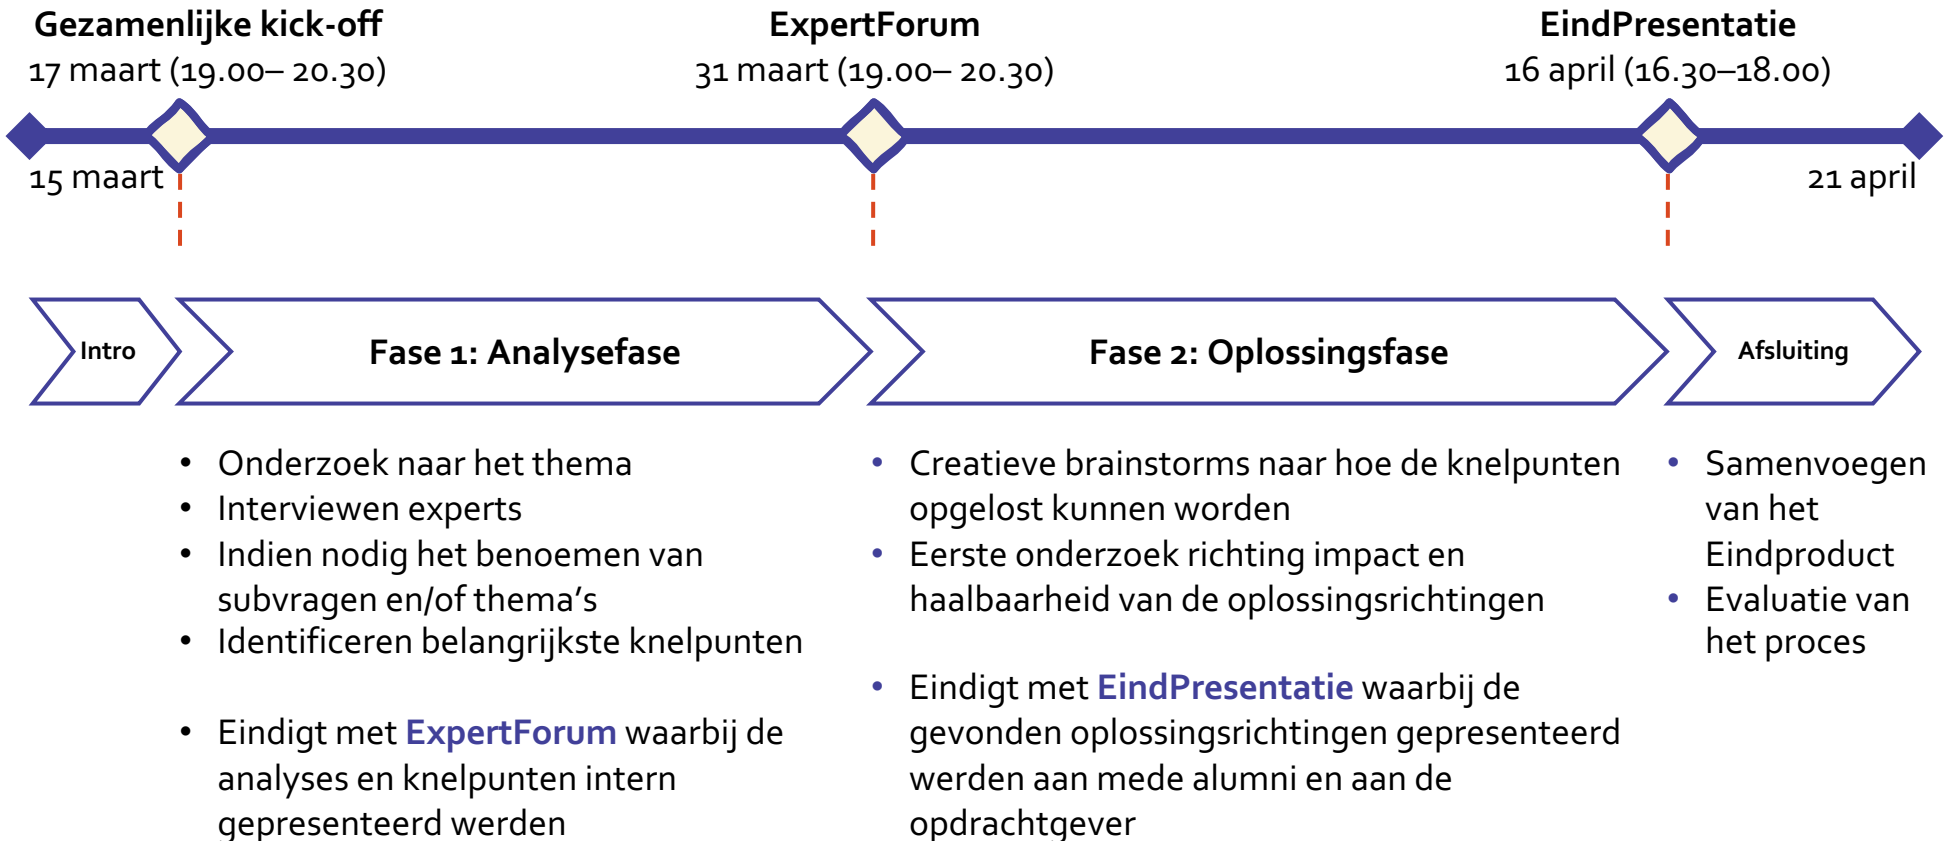 Gezamenlijke kick-off
17 maart (19.00– 20.30)
ExpertForum
31 maart (19.00– 20.30)
EindPresentatie
16 april (16.30–18.00)
15 maart
21 april
Intro
Fase 1: Analysefase
Fase 2: Oplossingsfase
Afsluiting
• Onderzoek naar het thema
• Interviewen experts
• Indien nodig het benoemen van
subvragen en/of thema’s
• Identificeren belangrijkste knelpunten
• Eindigt met ExpertForum waarbij de
analyses en knelpunten intern
gepresenteerd werden
• Creatieve brainstorms naar hoe de knelpunten
opgelost kunnen worden
• Eerste onderzoek richting impact en
haalbaarheid van de oplossingsrichtingen
• Eindigt met EindPresentatie waarbij de
gevonden oplossingsrichtingen gepresenteerd
werden aan mede alumni en aan de
opdrachtgever
• Samenvoegen
van het
Eindproduct
• Evaluatie van
het proces